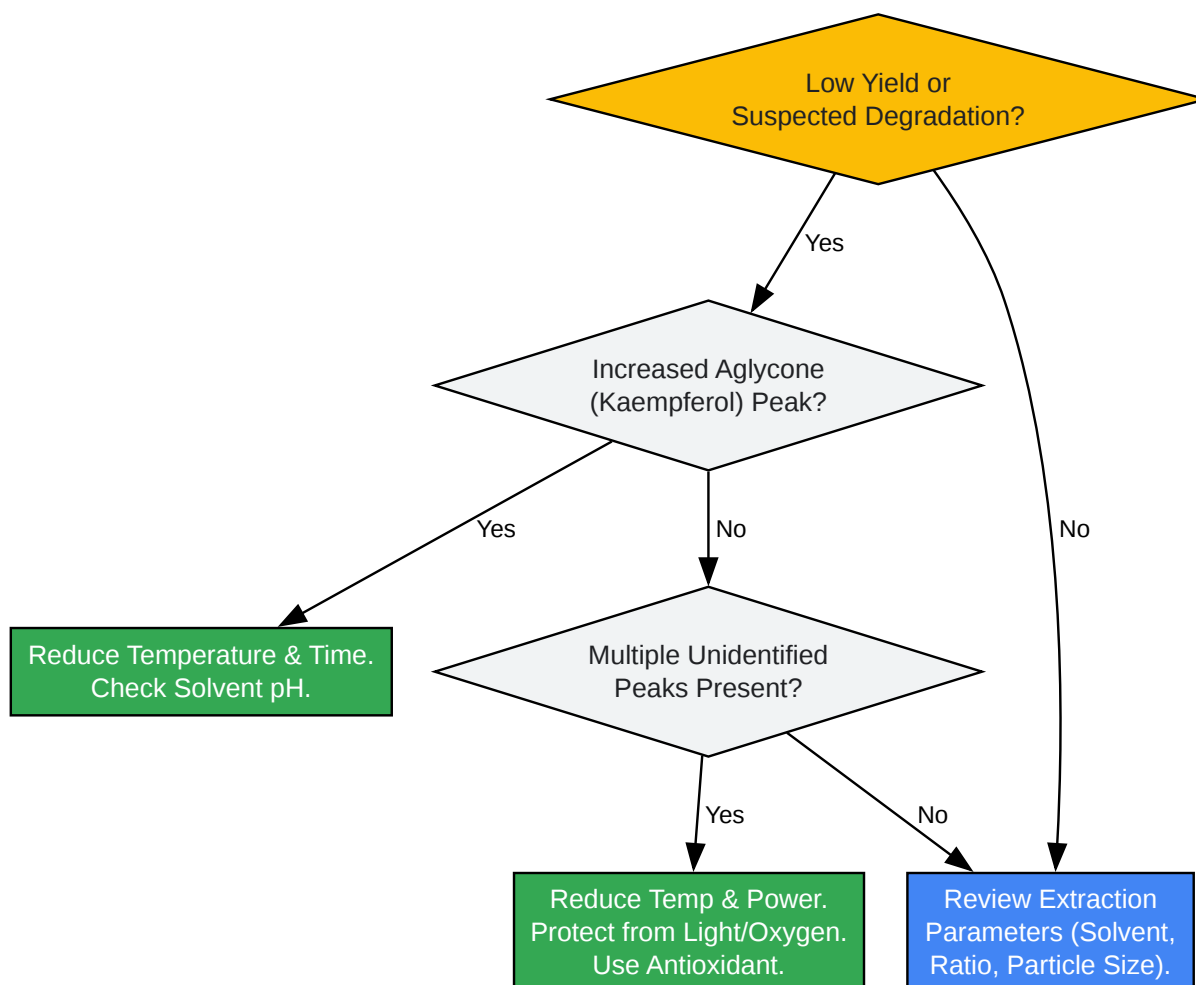 Low Yield or
Suspected Degradation?
Yes
Increased Aglycone
(Kaempferol) Peak?
Yes
No
No
Reduce Temperature & Time.
Check Solvent pH.
Multiple Unidentified
Peaks Present?
Yes
No
Reduce Temp & Power.
Protect from Light/Oxygen.
Use Antioxidant.
Review Extraction
Parameters (Solvent,
Ratio, Particle Size).